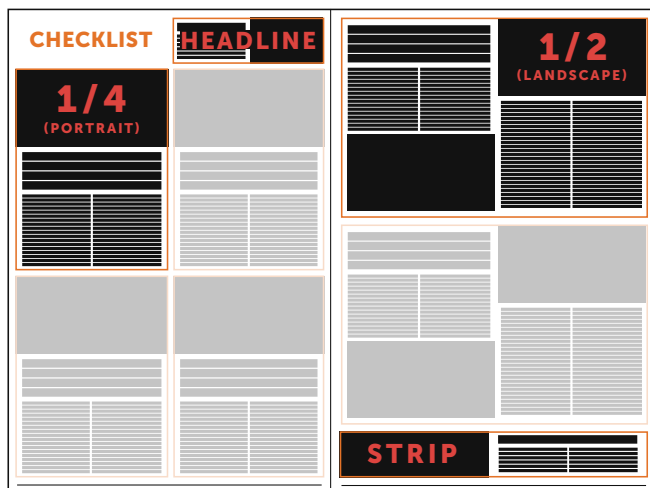 CHECKLIST
HEADLINE
1/4
(PORTRAIT)
1/2
(LANDSCAPE)
STRIP